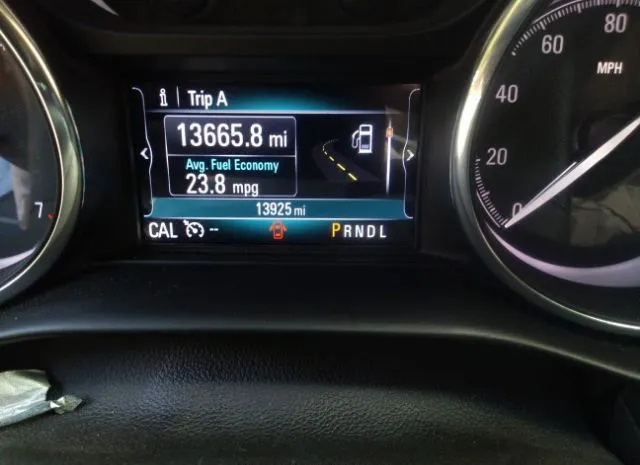 Trip A
13665.8 mi
Avg. Fuel Economy
23.8 mpg
13925 mi
CAL -- PRNDL
7
0
20
40
60
80
MPH